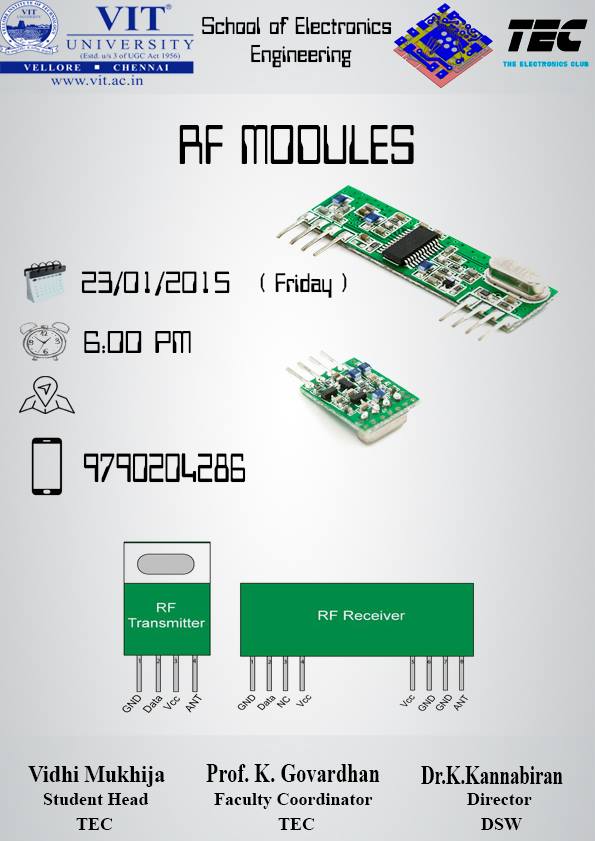 VIT
VIT®
UNIVERSITY
(Estd. u/s 3 of UGC Act 1956)
VELLORE ▪ CHENNAI
www.vit.ac.in
School of Electronics
Engineering
TEC
THE ELECTRONICS CLUB
RF MODULES
23/01/2015 ( Friday )
6:00 PM
9790204286
RF
Transmitter
1 2 3 4
GND Data Vcc ANT
RF Receiver
1 2 3 4 5 6 7 8
GND Data NC Vcc Vcc GND GND ANT
Vidhi Mukhija
Student Head
TEC
Prof. K. Govardhan
Faculty Coordinator
TEC
Dr.K.Kannabiran
Director
DSW